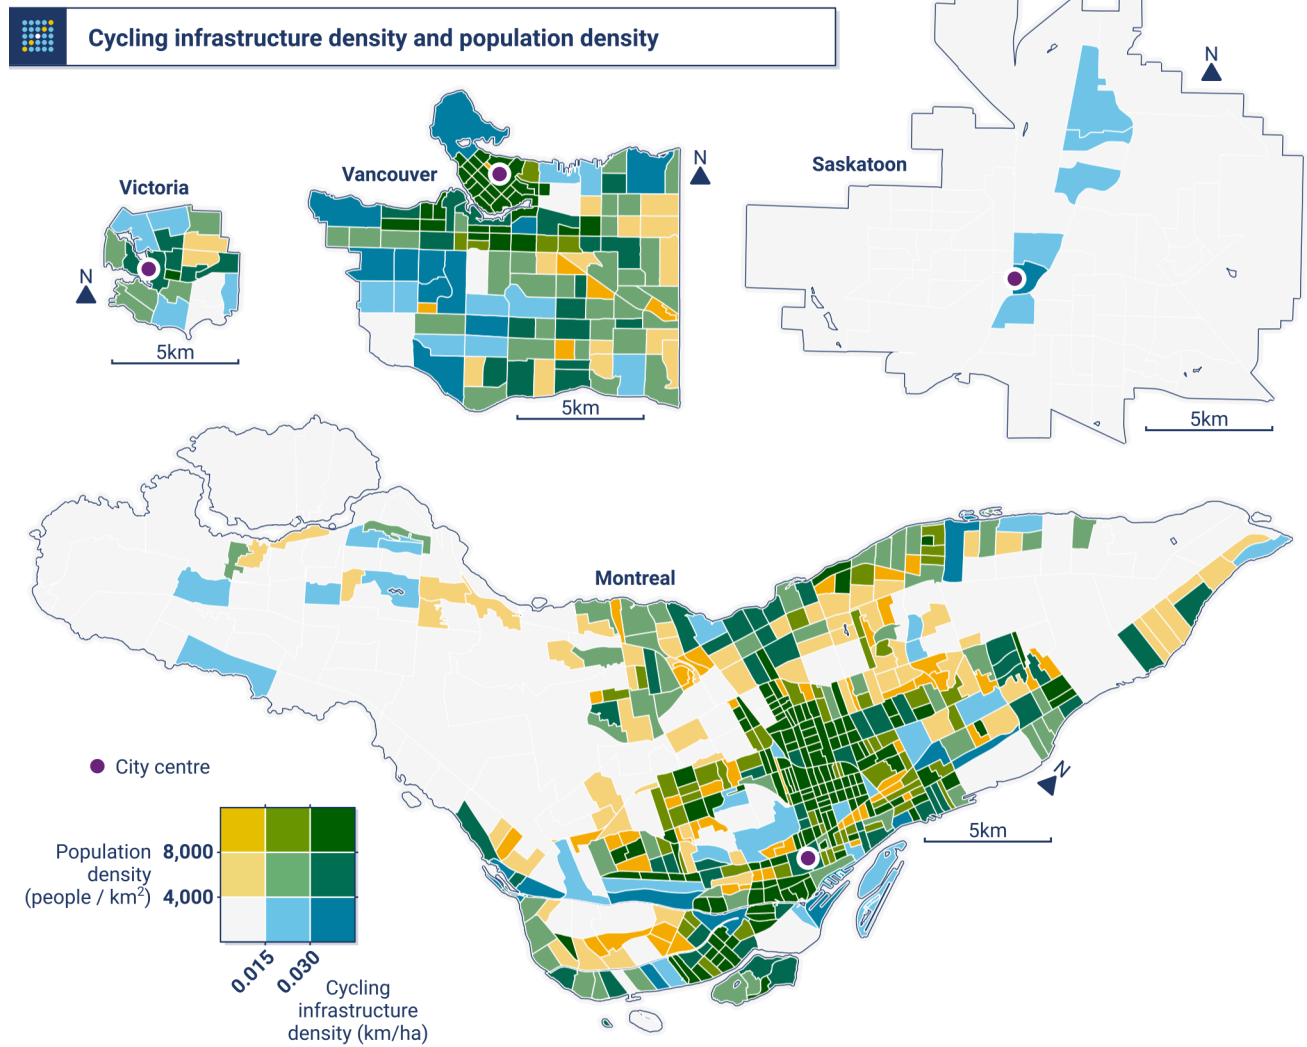 Cycling infrastructure density and population density
N
Saskatoon
Vancouver
N
Victoria
N
5km
5km
5km
Montreal
City centre
N
5km
Population
density
(people / km²)
8,000
4,000
0.015
0.030
Cycling
infrastructure
density (km/ha)